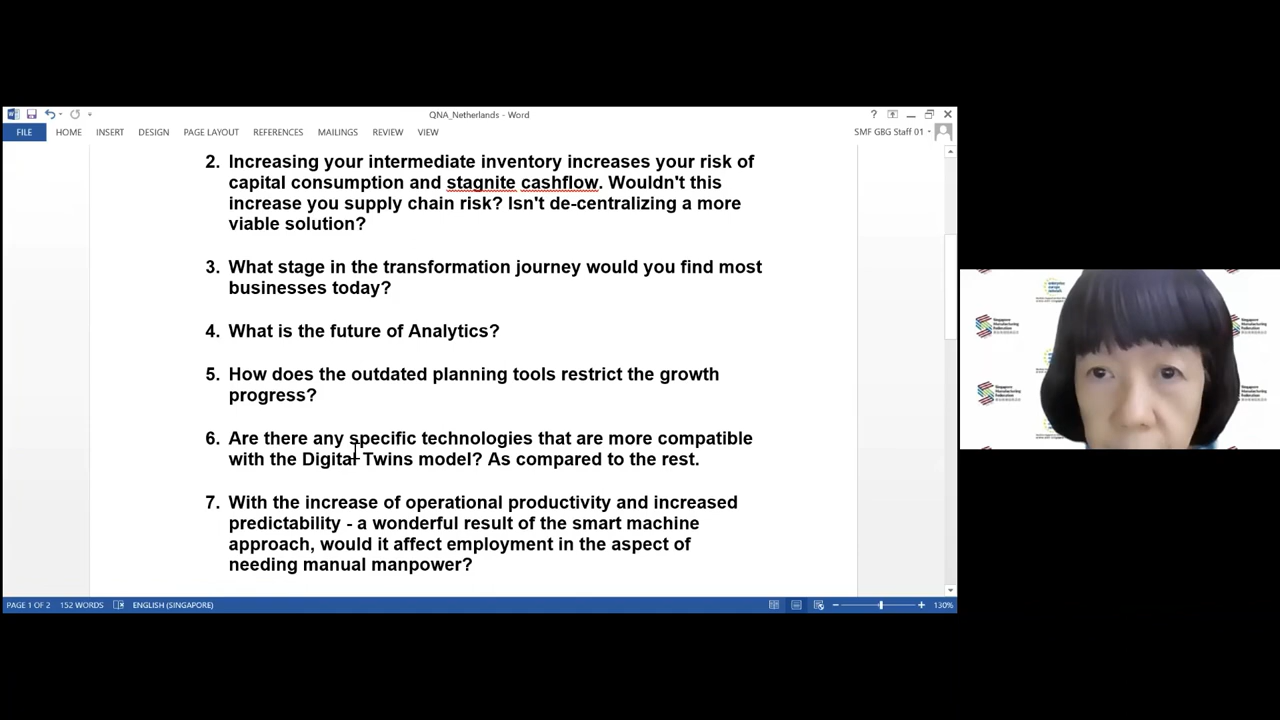 QNA_Netherlands - Word
FILE HOME INSERT DESIGN PAGE LAYOUT REFERENCES MAILINGS REVIEW VIEW SMF GBG Staff 01
2. Increasing your intermediate inventory increases your risk of
capital consumption and stagnite cashflow. Wouldn't this
increase you supply chain risk? Isn't de-centralizing a more
viable solution?
3. What stage in the transformation journey would you find most
businesses today?
4. What is the future of Analytics?
5. How does the outdated planning tools restrict the growth
progress?
6. Are there any specific technologies that are more compatible
with the Digital Twins model? As compared to the rest.
7. With the increase of operational productivity and increased
predictability - a wonderful result of the smart machine
approach, would it affect employment in the aspect of
needing manual manpower?
PAGE 1 OF 2 152 WORDS ENGLISH (SINGAPORE) 130%
Singapore
Manufacturing
Federation